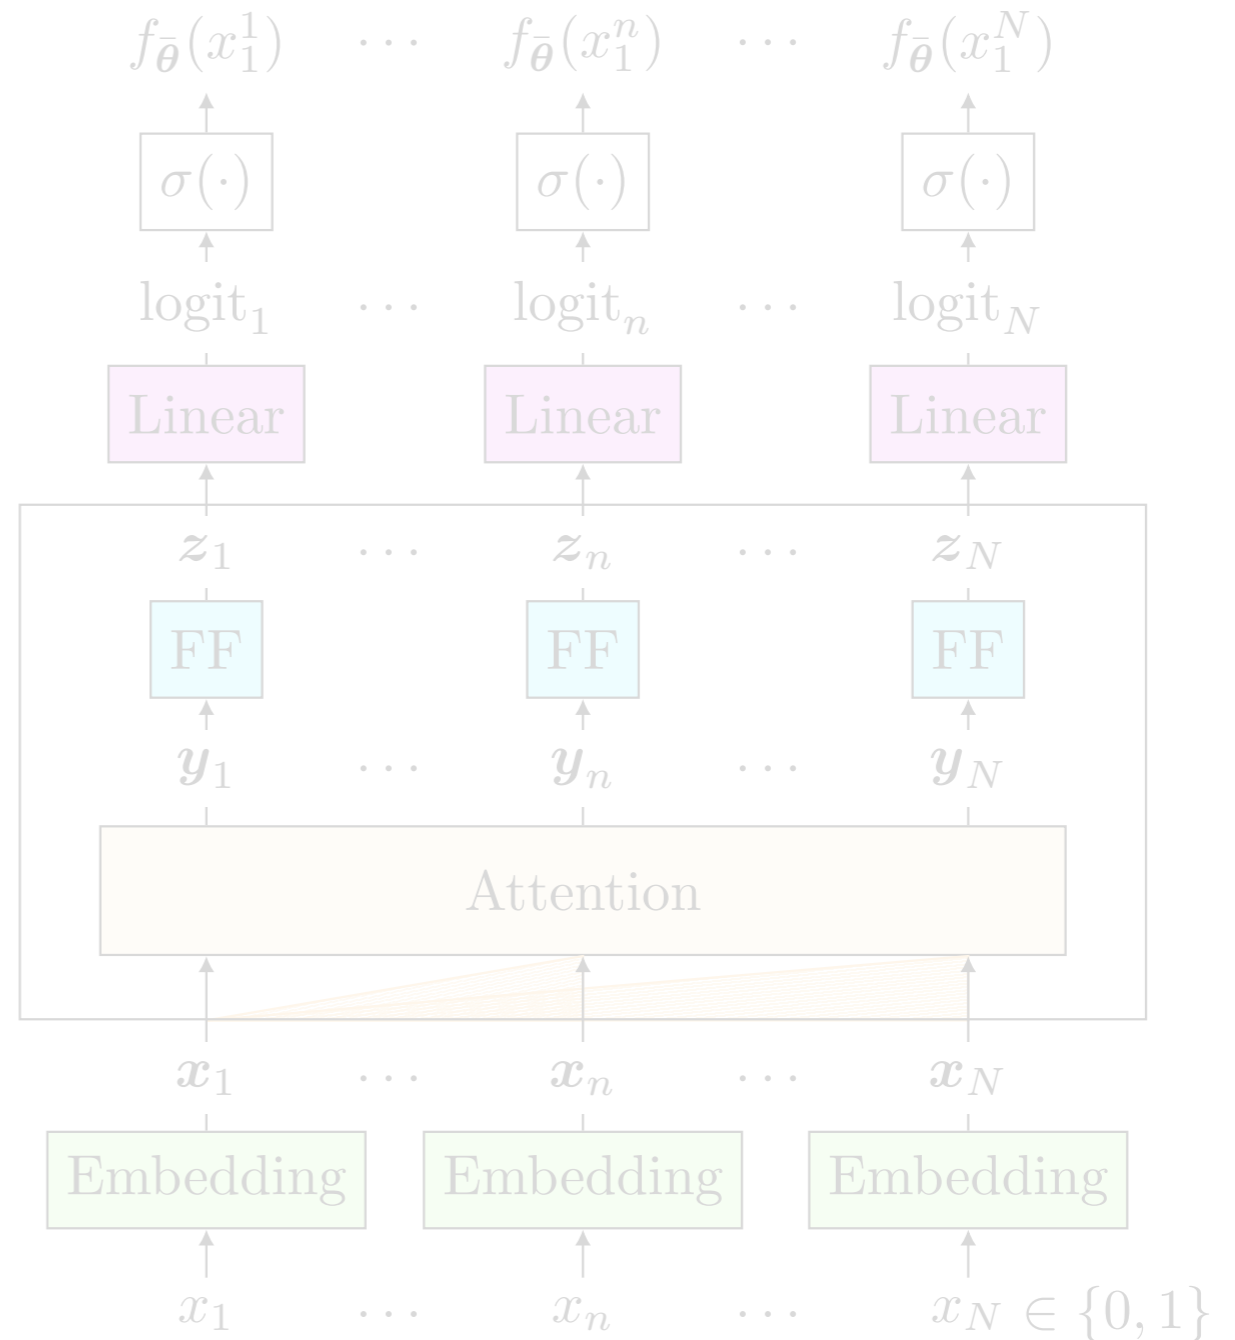 f_θ̄(x_1^1) ⋯ f_θ̄(x_1^n) ⋯ f_θ̄(x_1^N)
σ(·) σ(·) σ(·)
logit_1 ⋯ logit_n ⋯ logit_N
Linear Linear Linear
z_1 ⋯ z_n ⋯ z_N
FF FF FF
y_1 ⋯ y_n ⋯ y_N
Attention
x_1 ⋯ x_n ⋯ x_N
Embedding Embedding Embedding
x_1 ⋯ x_n ⋯ x_N ∈ {0, 1}